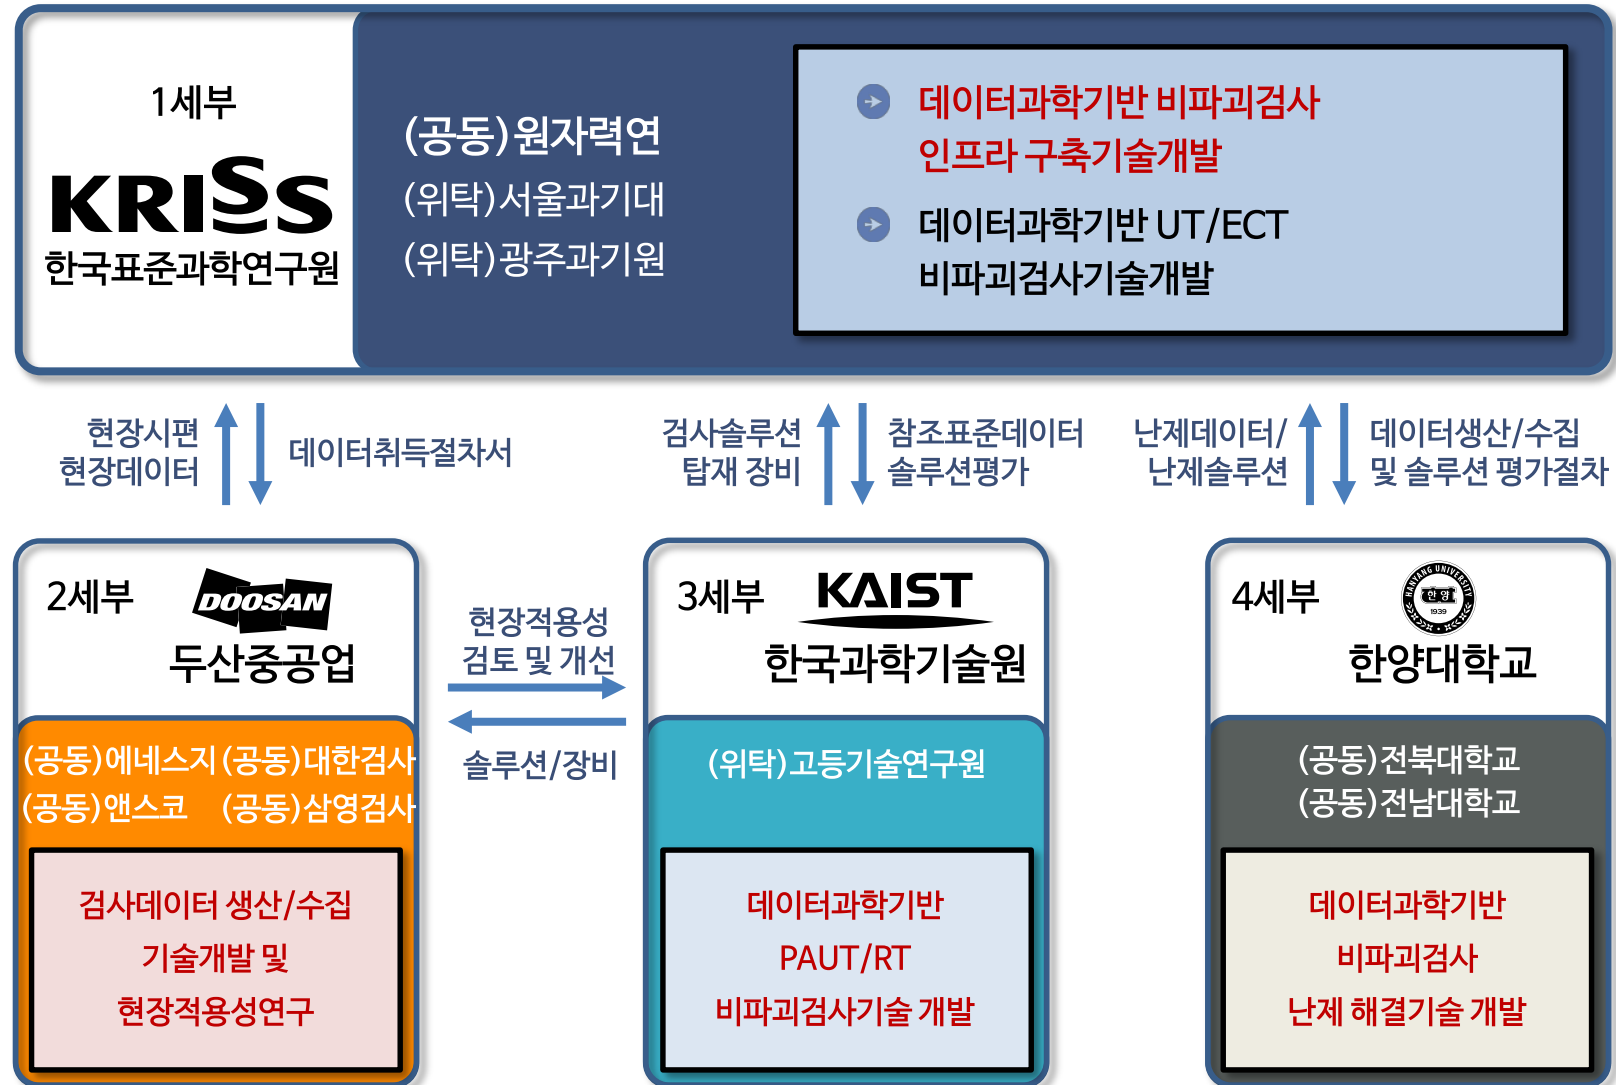 1세부
KRISS
한국표준과학연구원
(공동)원자력연
(위탁)서울과기대
(위탁)광주과기원
데이터과학기반 비파괴검사
인프라 구축기술개발
데이터과학기반 UT/ECT
비파괴검사기술개발
현장시편
현장데이터
데이터취득절차서
검사솔루션
탑재 장비
참조표준데이터
솔루션평가
난제데이터/
난제솔루션
데이터생산/수집
및 솔루션 평가절차
2세부
DOOSAN
두산중공업
(공동)에네스지 (공동)대한검사
(공동)앤스코 (공동)삼영검사
검사데이터 생산/수집
기술개발 및
현장적용성연구
현장적용성
검토 및 개선
솔루션/장비
3세부
KAIST
한국과학기술원
(위탁)고등기술연구원
데이터과학기반
PAUT/RT
비파괴검사기술 개발
4세부
HANYANG UNIVERSITY
한양
1939
한양대학교
(공동)전북대학교
(공동)전남대학교
데이터과학기반
비파괴검사
난제 해결기술 개발